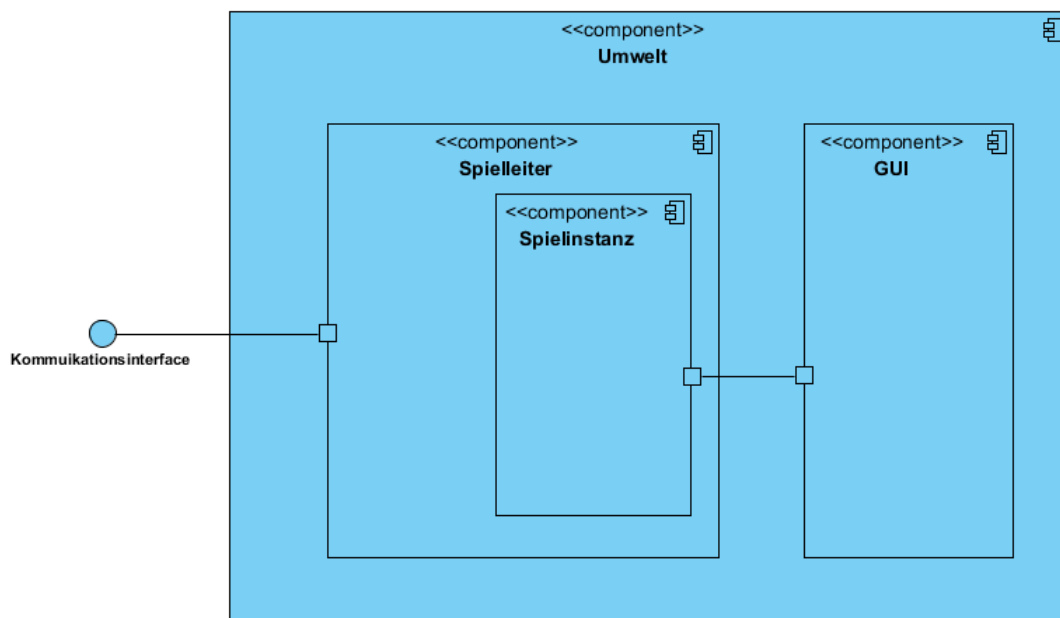 <<component>>
Umwelt
<<component>>
Spielleiter
<<component>>
GUI
<<component>>
Spielinstanz
Kommuikationsinterface